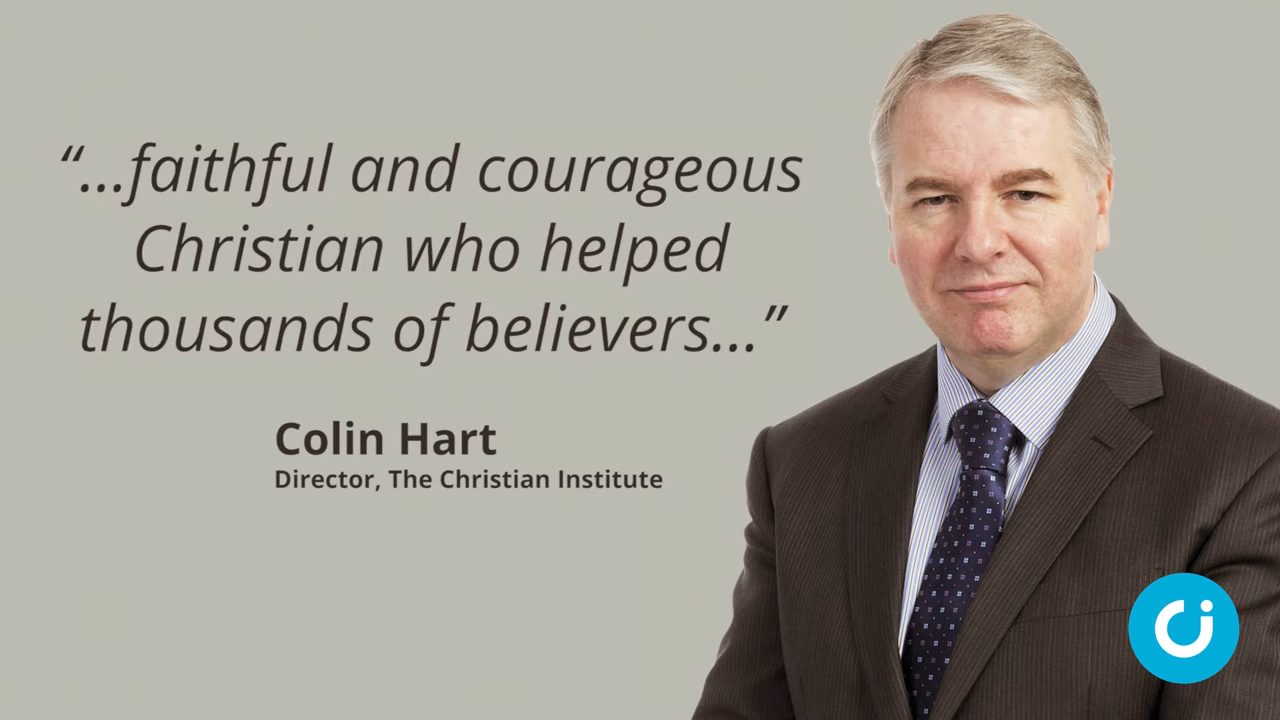 “...faithful and courageous
Christian who helped
thousands of believers...”
Colin Hart
Director, The Christian Institute